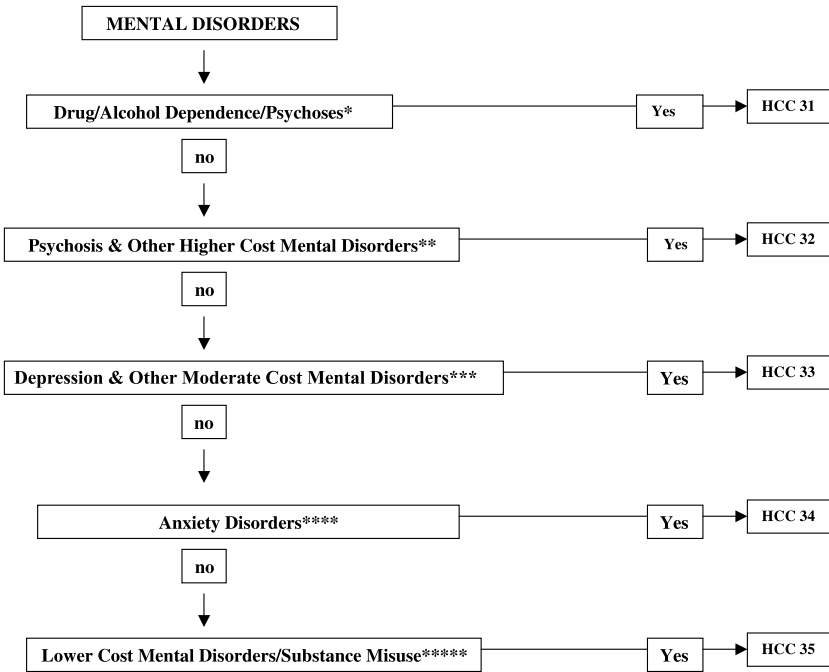 MENTAL DISORDERS
Drug/Alcohol Dependence/Psychoses*
Yes
HCC 31
no
Psychosis & Other Higher Cost Mental Disorders**
Yes
HCC 32
no
Depression & Other Moderate Cost Mental Disorders***
Yes
HCC 33
no
Anxiety Disorders****
Yes
HCC 34
no
Lower Cost Mental Disorders/Substance Misuse*****
Yes
HCC 35